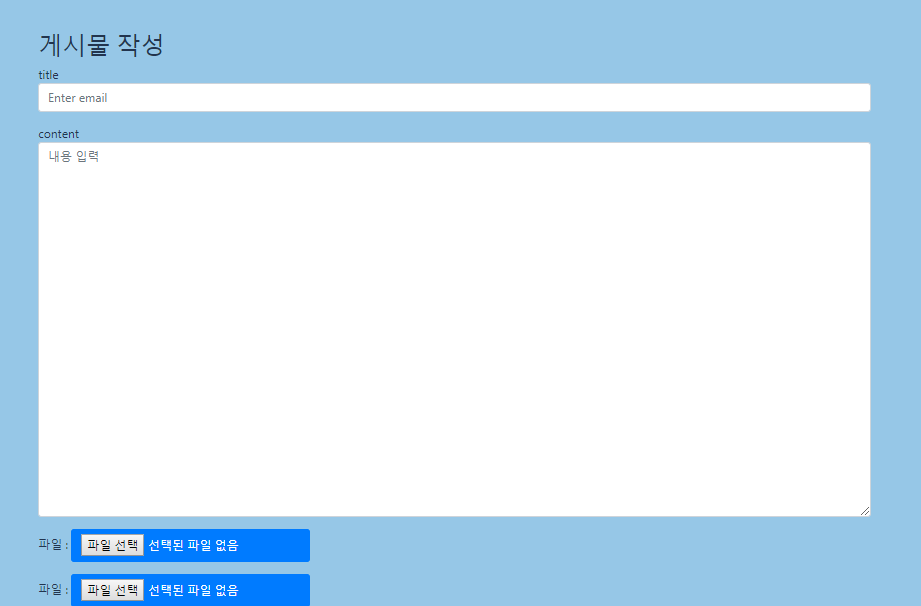 게시물 작성
title
Enter email
content
내용 입력
파일 : 파일 선택 선택된 파일 없음
파일 : 파일 선택 선택된 파일 없음